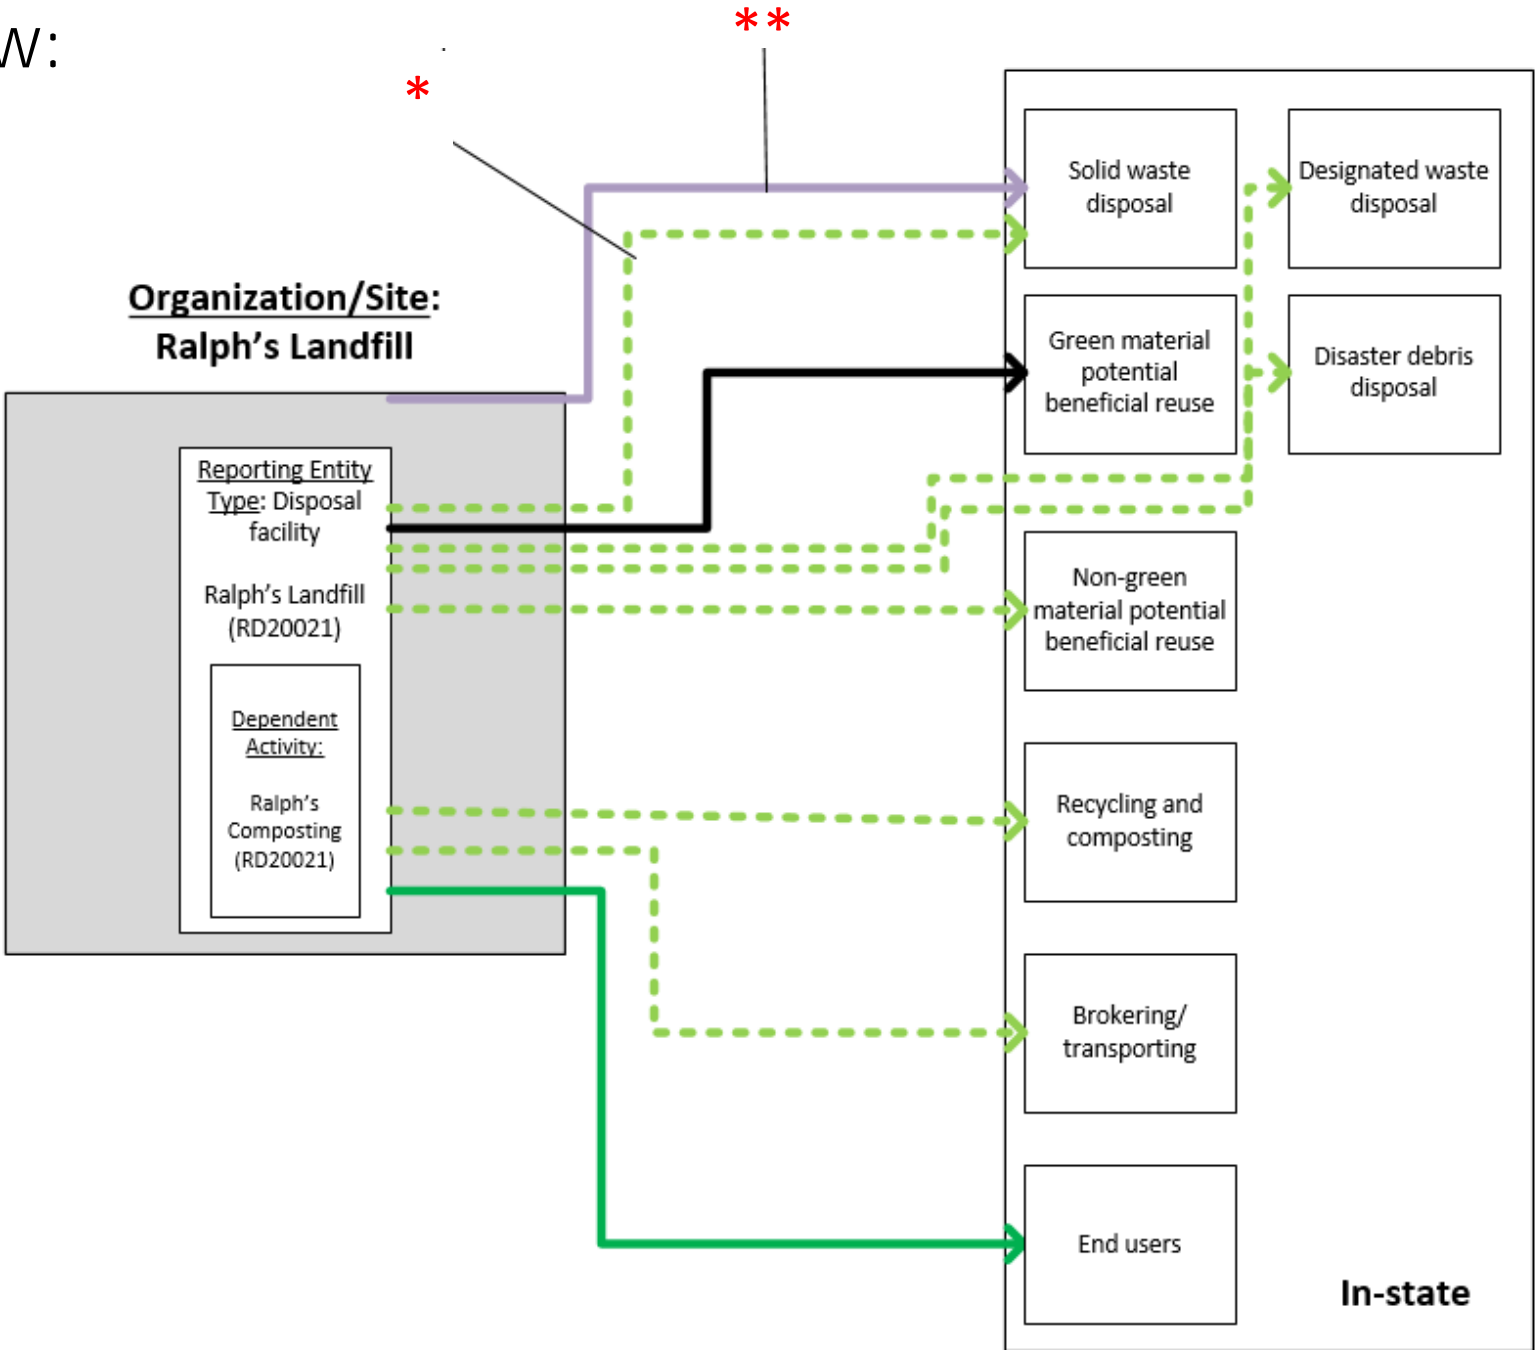 w:
**
*
Organization/Site:
Ralph's Landfill
Reporting Entity
Type: Disposal
facility
Ralph's Landfill
(RD20021)
Dependent
Activity:
Ralph's
Composting
(RD20021)
Solid waste
disposal
Designated waste
disposal
Green material
potential
beneficial reuse
Disaster debris
disposal
Non-green
material potential
beneficial reuse
Recycling and
composting
Brokering/
transporting
End users
In-state